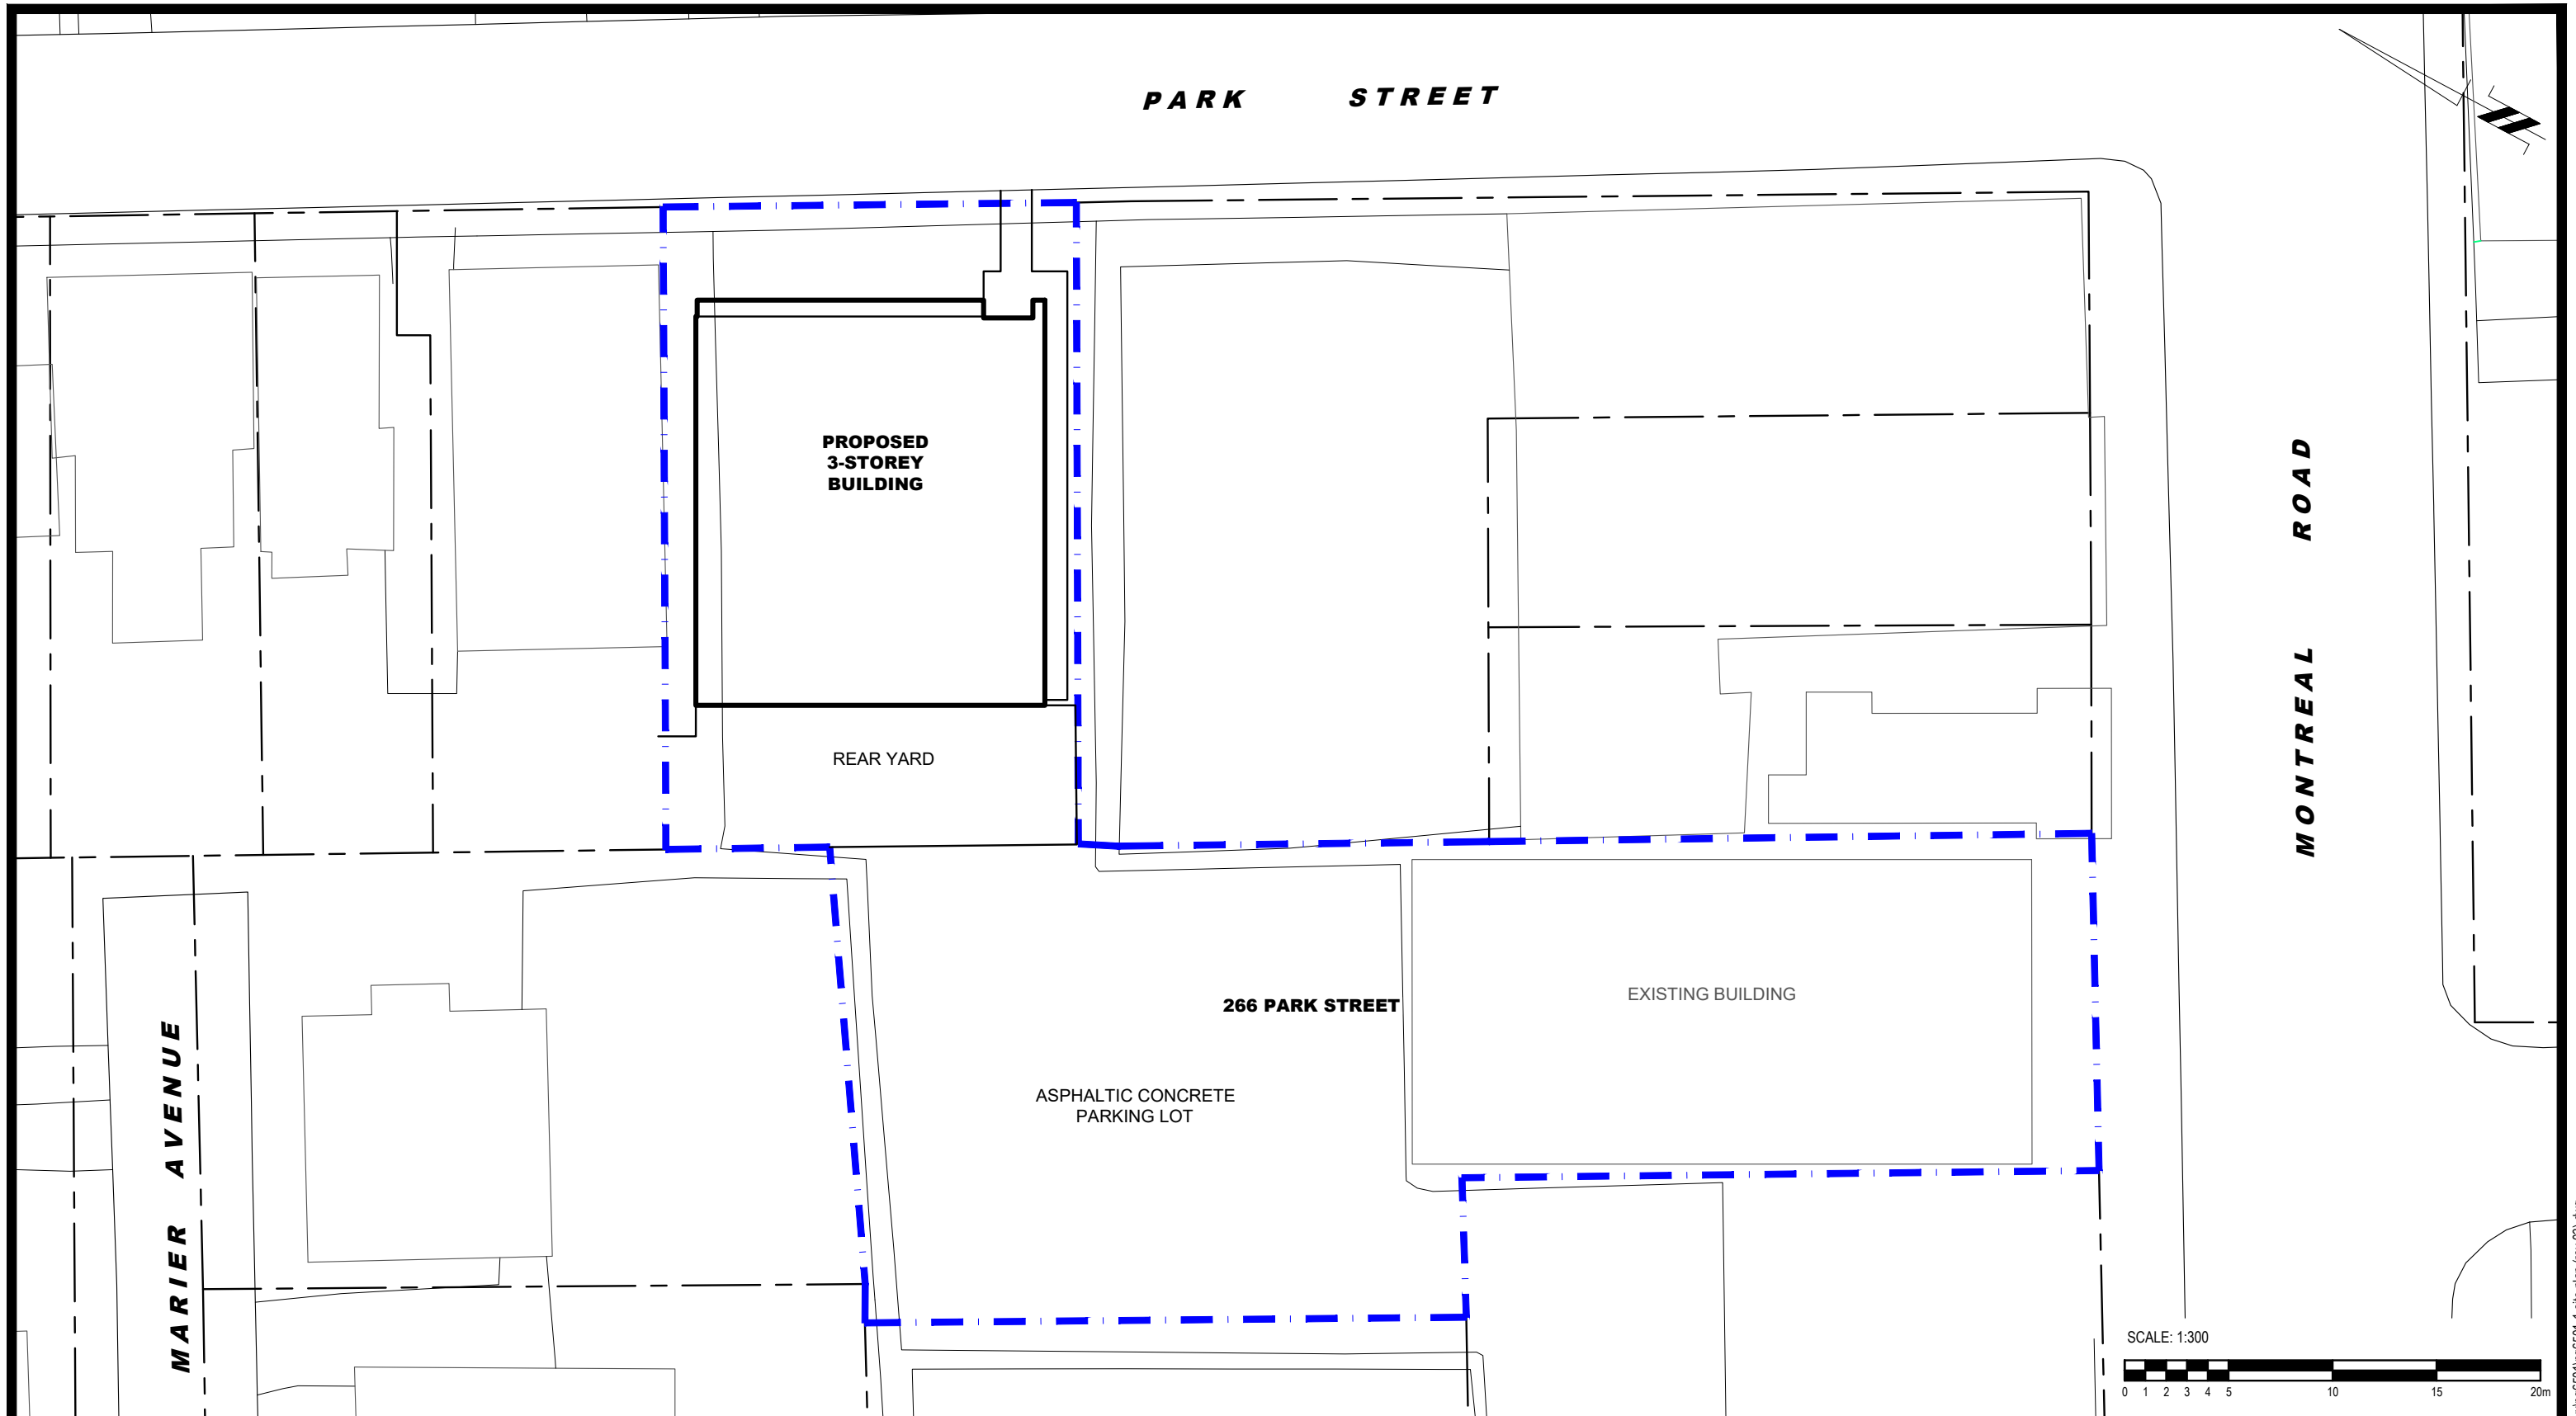 PARK STREET
PROPOSED
3-STOREY
BUILDING
MONTREAL ROAD
REAR YARD
266 PARK STREET
EXISTING BUILDING
ASPHALTIC CONCRETE
PARKING LOT
MARIER AVENUE
SCALE: 1:300
0 1 2 3 4 5 10 15 20m